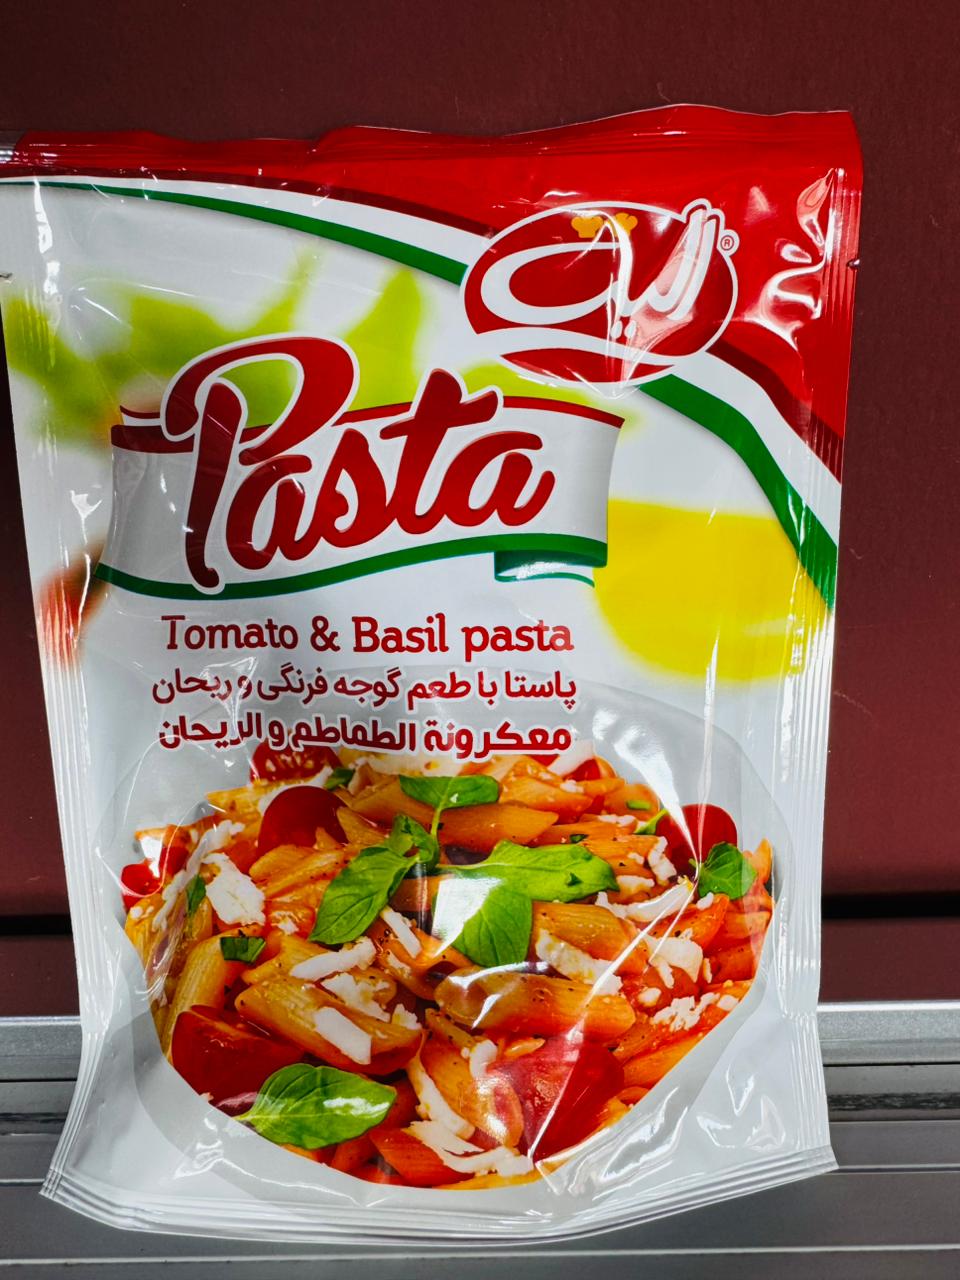 الیت
®
Pasta
Tomato & Basil pasta
پاستا با طعم گوجه فرنگی و ریحان
معكرونة الطماطم و الريحان